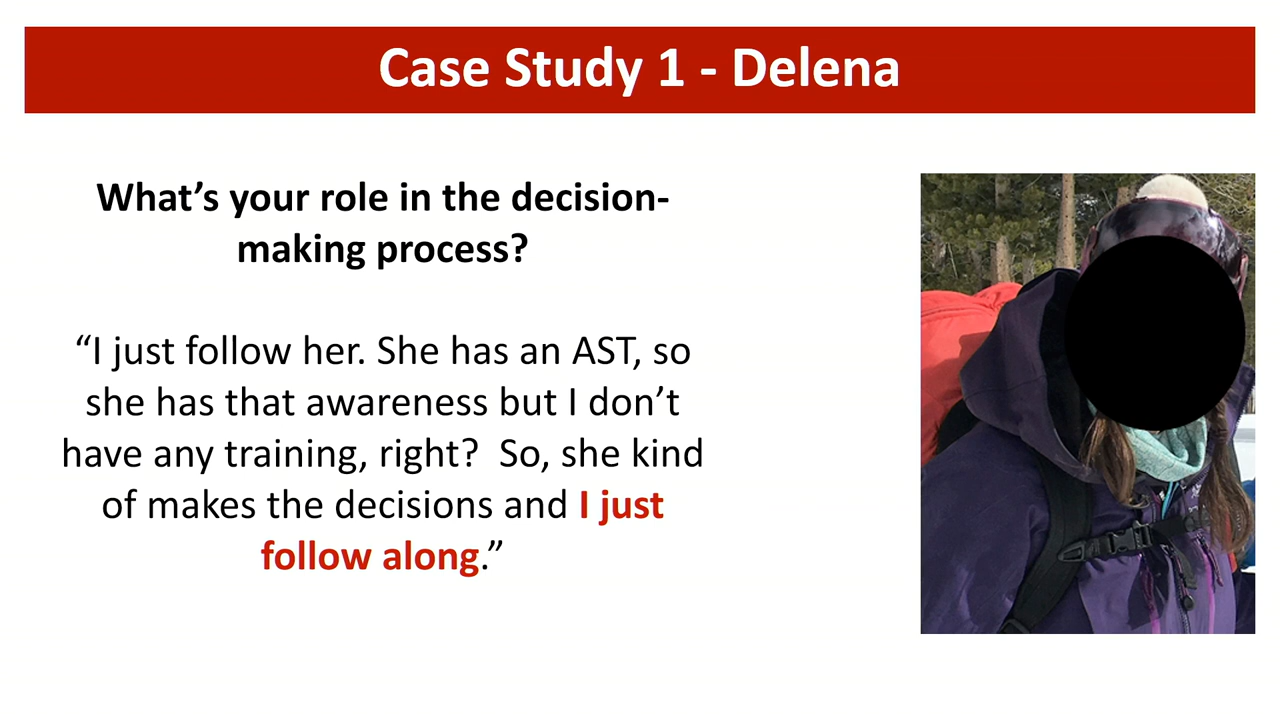 Case Study 1 - Delena
What’s your role in the decision-
making process?
“I just follow her. She has an AST, so
she has that awareness but I don’t
have any training, right?  So, she kind
of makes the decisions and I just
follow along.”